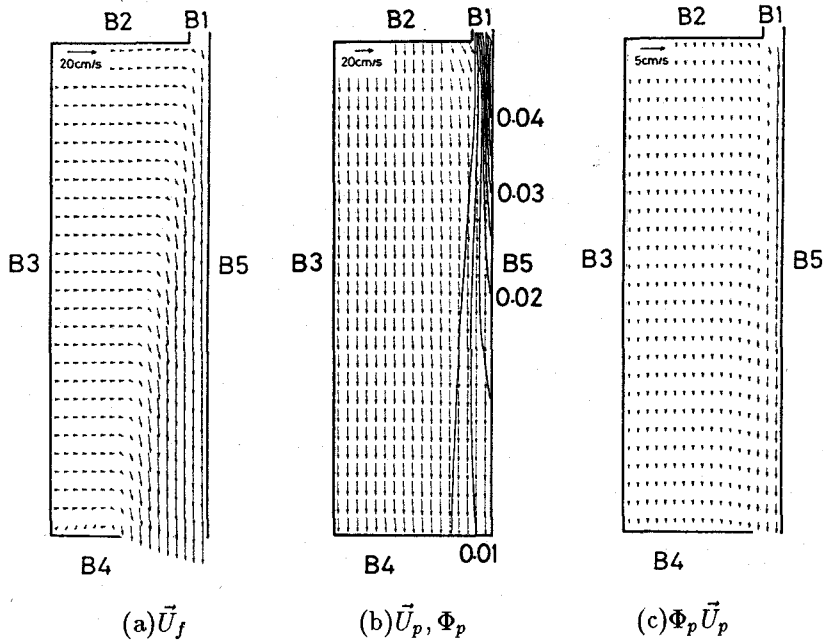 B2 B1
20cm/s
B3
B5
B4
(a) $\vec{U}_f$
B2 B1
20cm/s
0.04
0.03
B3
B5
0.02
B4
0.01
(b) $\vec{U}_p, \Phi_p$
B2 B1
5cm/s
B3
B5
B4
(c) $\Phi_p \vec{U}_p$